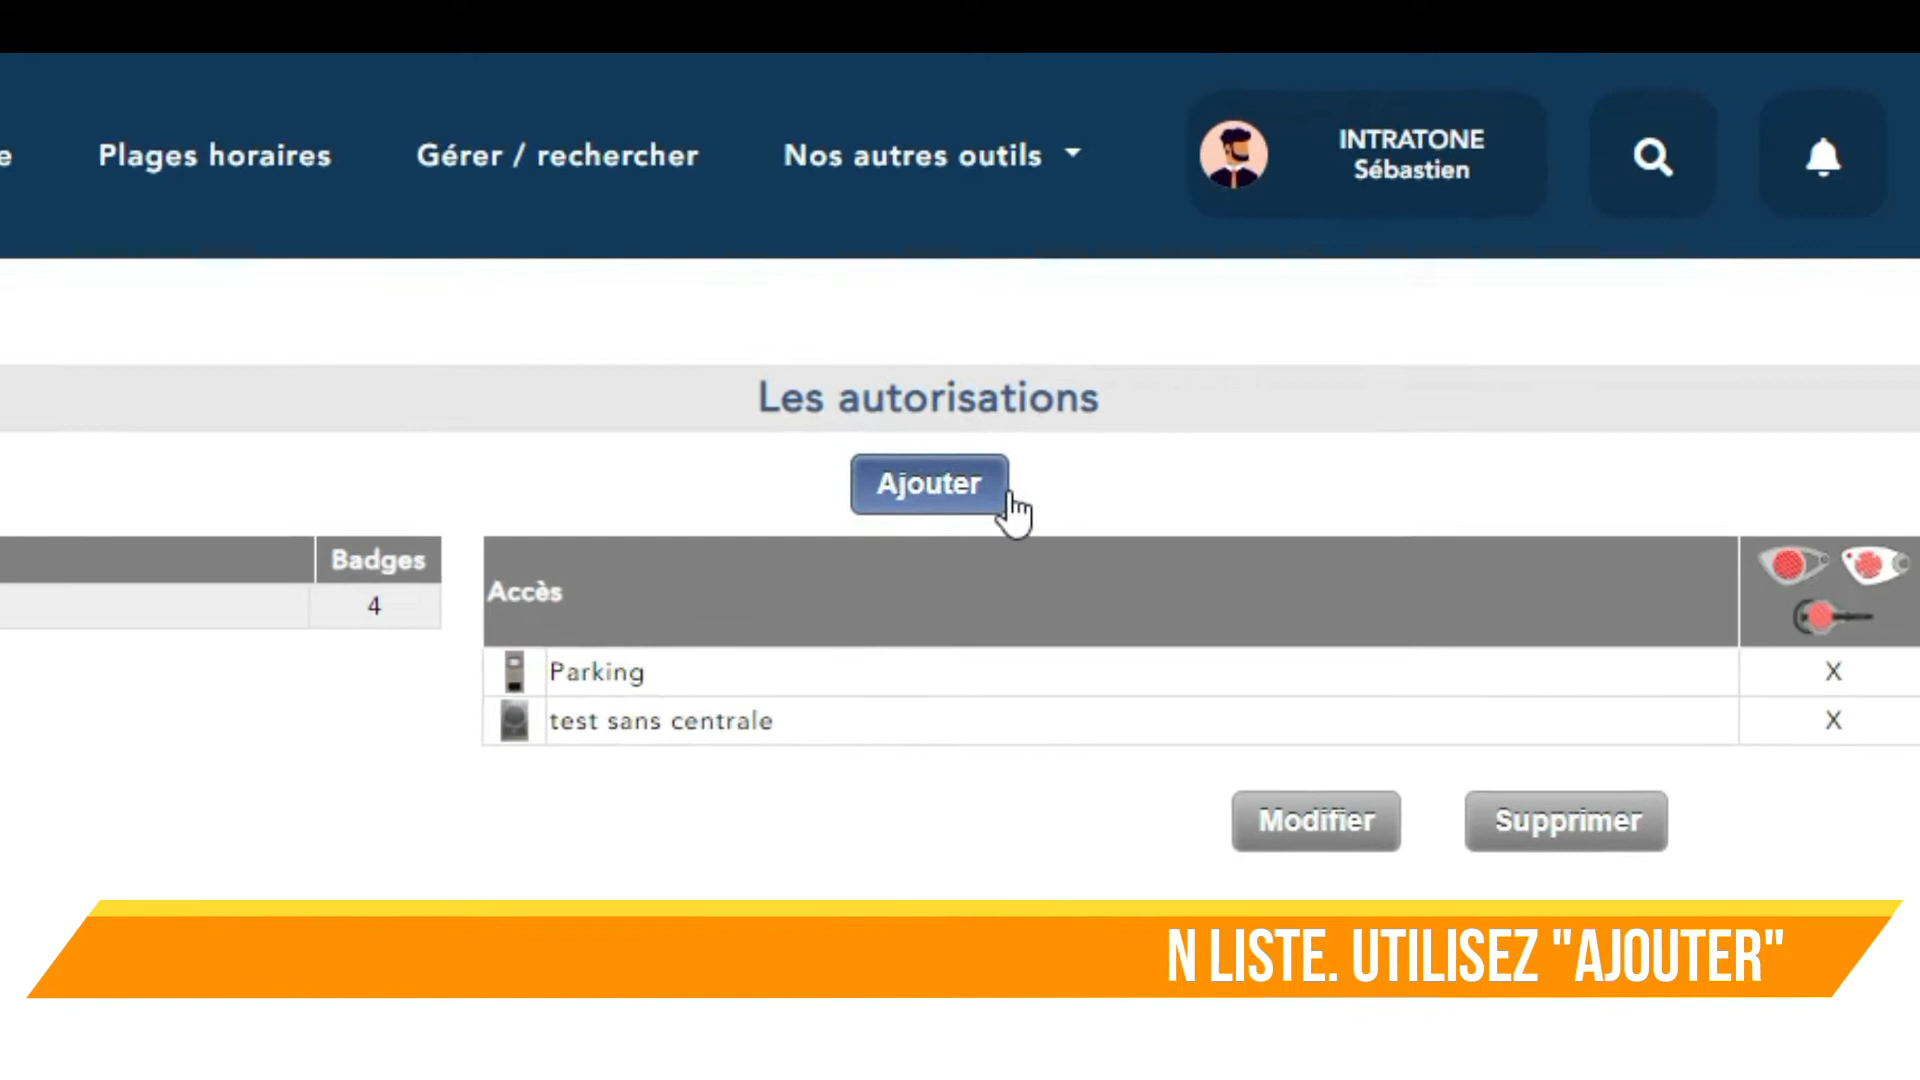 e
Plages horaires
Gérer / rechercher
Nos autres outils
INTRATONE
Sébastien
Les autorisations
Ajouter
Badges
4
Accès
Parking
X
test sans centrale
X
Modifier
Supprimer
N LISTE. UTILISEZ "AJOUTER"